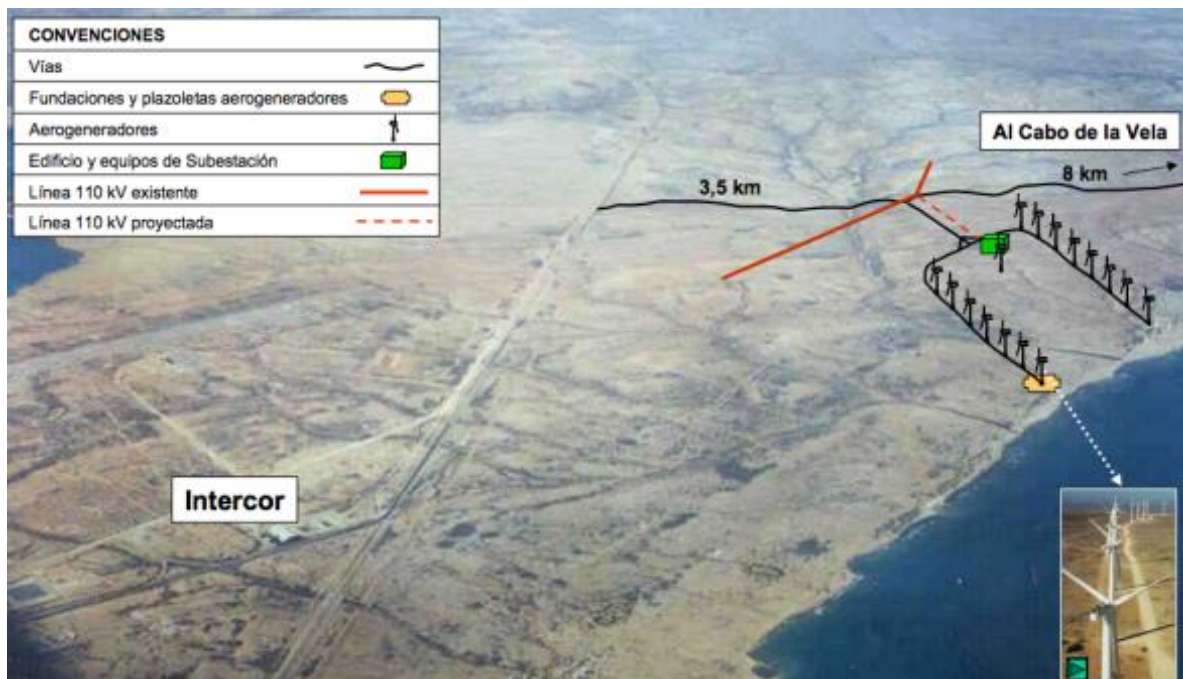 CONVENCIONES
Vías
Fundaciones y plazoletas aerogeneradores
Aerogeneradores
Edificio y equipos de Subestación
Línea 110 kV existente
Línea 110 kV proyectada
Al Cabo de la Vela
3,5 km
8 km
Intercor